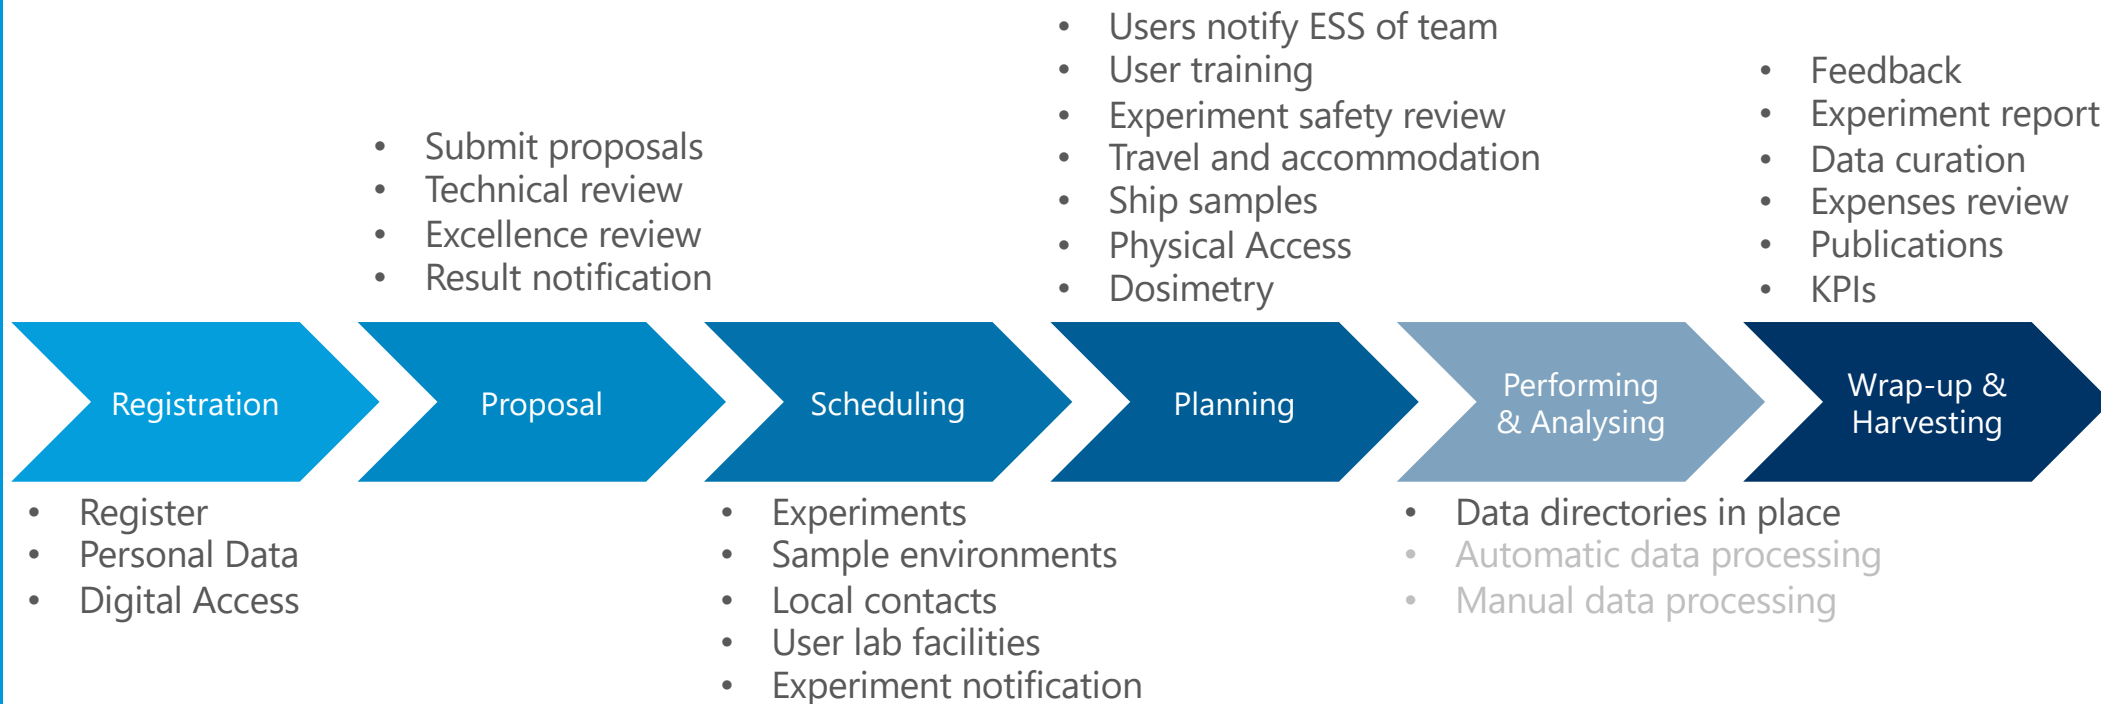 • Users notify ESS of team
• User training
• Experiment safety review
• Travel and accommodation
• Ship samples
• Physical Access
• Dosimetry
• Feedback
• Experiment report
• Data curation
• Expenses review
• Publications
• KPIs
• Submit proposals
• Technical review
• Excellence review
• Result notification
Registration
Proposal
Scheduling
Planning
Performing
& Analysing
Wrap-up &
Harvesting
• Register
• Personal Data
• Digital Access
• Experiments
• Sample environments
• Local contacts
• User lab facilities
• Experiment notification
• Data directories in place
• Automatic data processing
• Manual data processing